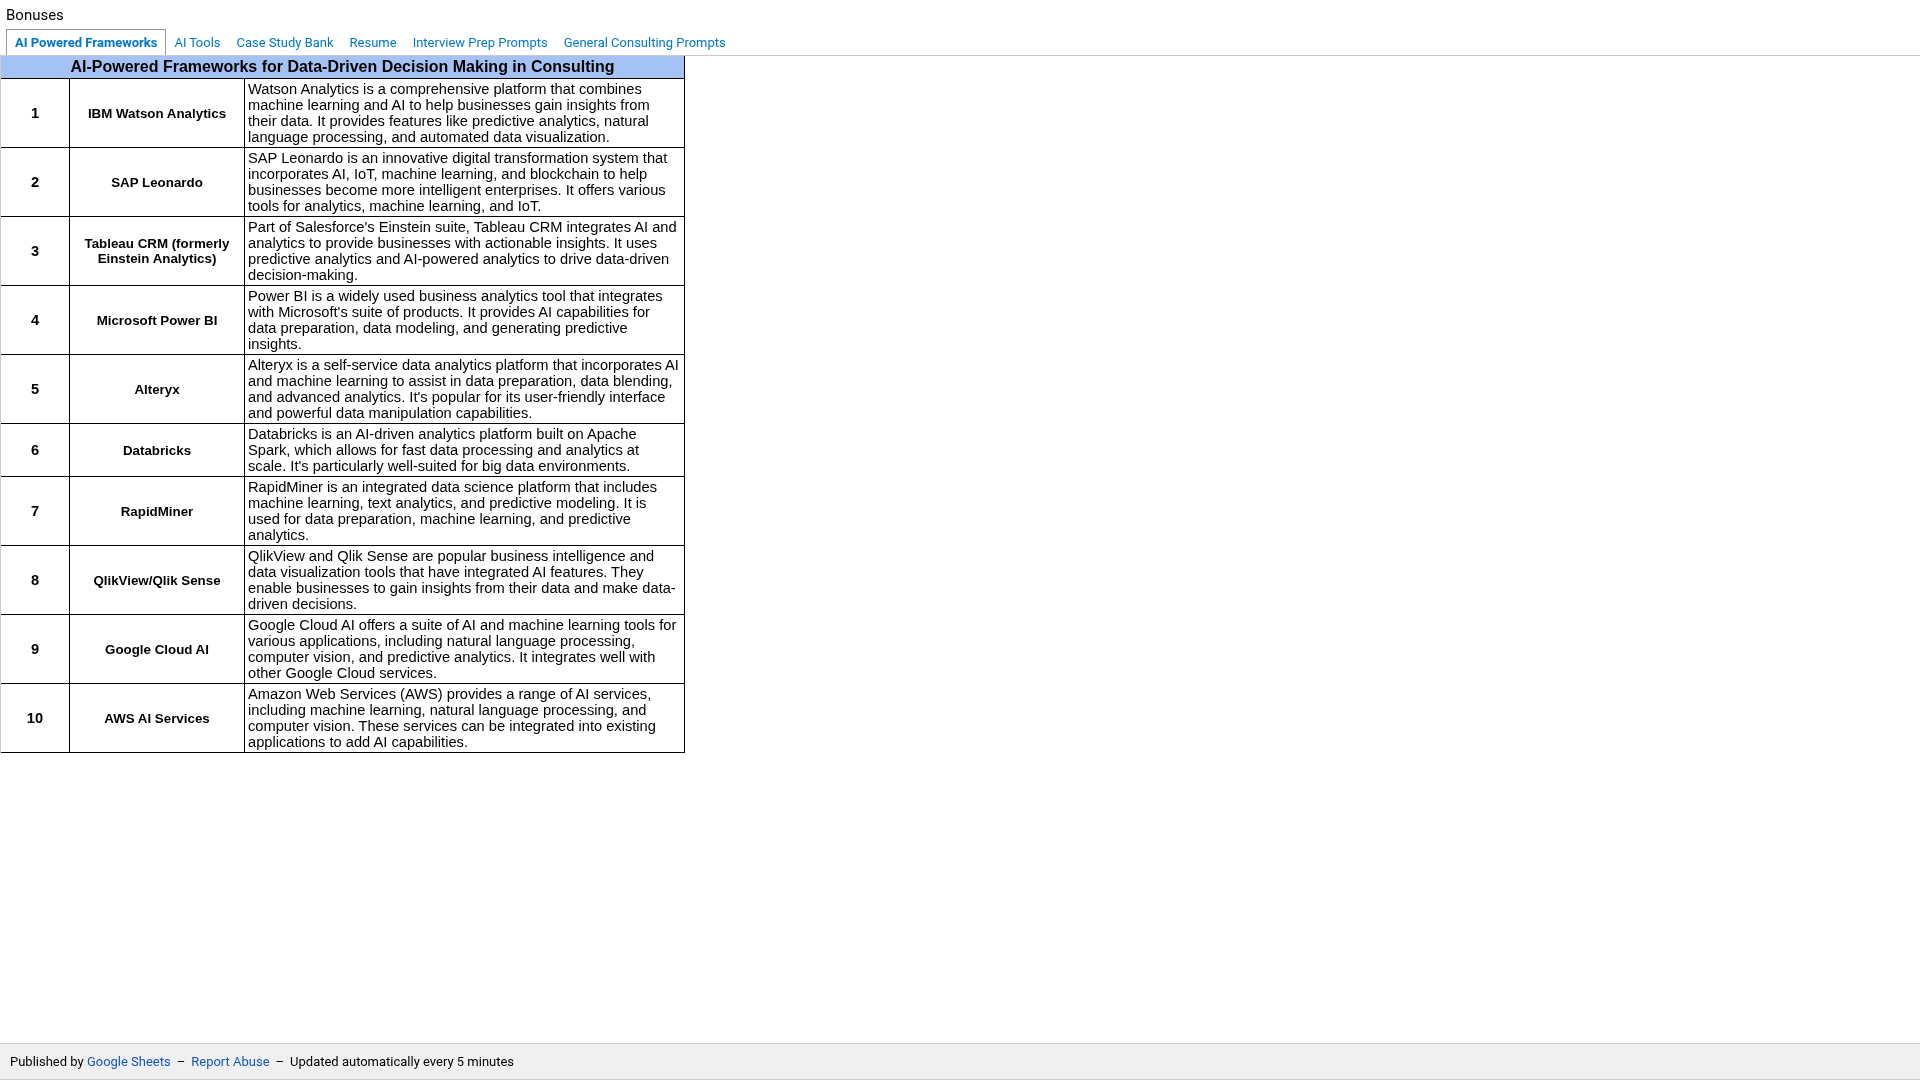 Bonuses
AI Powered Frameworks AI Tools Case Study Bank Resume Interview Prep Prompts General Consulting Prompts
AI-Powered Frameworks for Data-Driven Decision Making in Consulting
1
IBM Watson Analytics
Watson Analytics is a comprehensive platform that combines
machine learning and AI to help businesses gain insights from
their data. It provides features like predictive analytics, natural
language processing, and automated data visualization.
2
SAP Leonardo
SAP Leonardo is an innovative digital transformation system that
incorporates AI, IoT, machine learning, and blockchain to help
businesses become more intelligent enterprises. It offers various
tools for analytics, machine learning, and IoT.
3
Tableau CRM (formerly
Einstein Analytics)
Part of Salesforce's Einstein suite, Tableau CRM integrates AI and
analytics to provide businesses with actionable insights. It uses
predictive analytics and AI-powered analytics to drive data-driven
decision-making.
4
Microsoft Power BI
Power BI is a widely used business analytics tool that integrates
with Microsoft's suite of products. It provides AI capabilities for
data preparation, data modeling, and generating predictive
insights.
5
Alteryx
Alteryx is a self-service data analytics platform that incorporates AI
and machine learning to assist in data preparation, data blending,
and advanced analytics. It's popular for its user-friendly interface
and powerful data manipulation capabilities.
6
Databricks
Databricks is an AI-driven analytics platform built on Apache
Spark, which allows for fast data processing and analytics at
scale. It's particularly well-suited for big data environments.
7
RapidMiner
RapidMiner is an integrated data science platform that includes
machine learning, text analytics, and predictive modeling. It is
used for data preparation, machine learning, and predictive
analytics.
8
QlikView/Qlik Sense
QlikView and Qlik Sense are popular business intelligence and
data visualization tools that have integrated AI features. They
enable businesses to gain insights from their data and make data-
driven decisions.
9
Google Cloud AI
Google Cloud AI offers a suite of AI and machine learning tools for
various applications, including natural language processing,
computer vision, and predictive analytics. It integrates well with
other Google Cloud services.
10
AWS AI Services
Amazon Web Services (AWS) provides a range of AI services,
including machine learning, natural language processing, and
computer vision. These services can be integrated into existing
applications to add AI capabilities.
Published by Google Sheets – Report Abuse – Updated automatically every 5 minutes